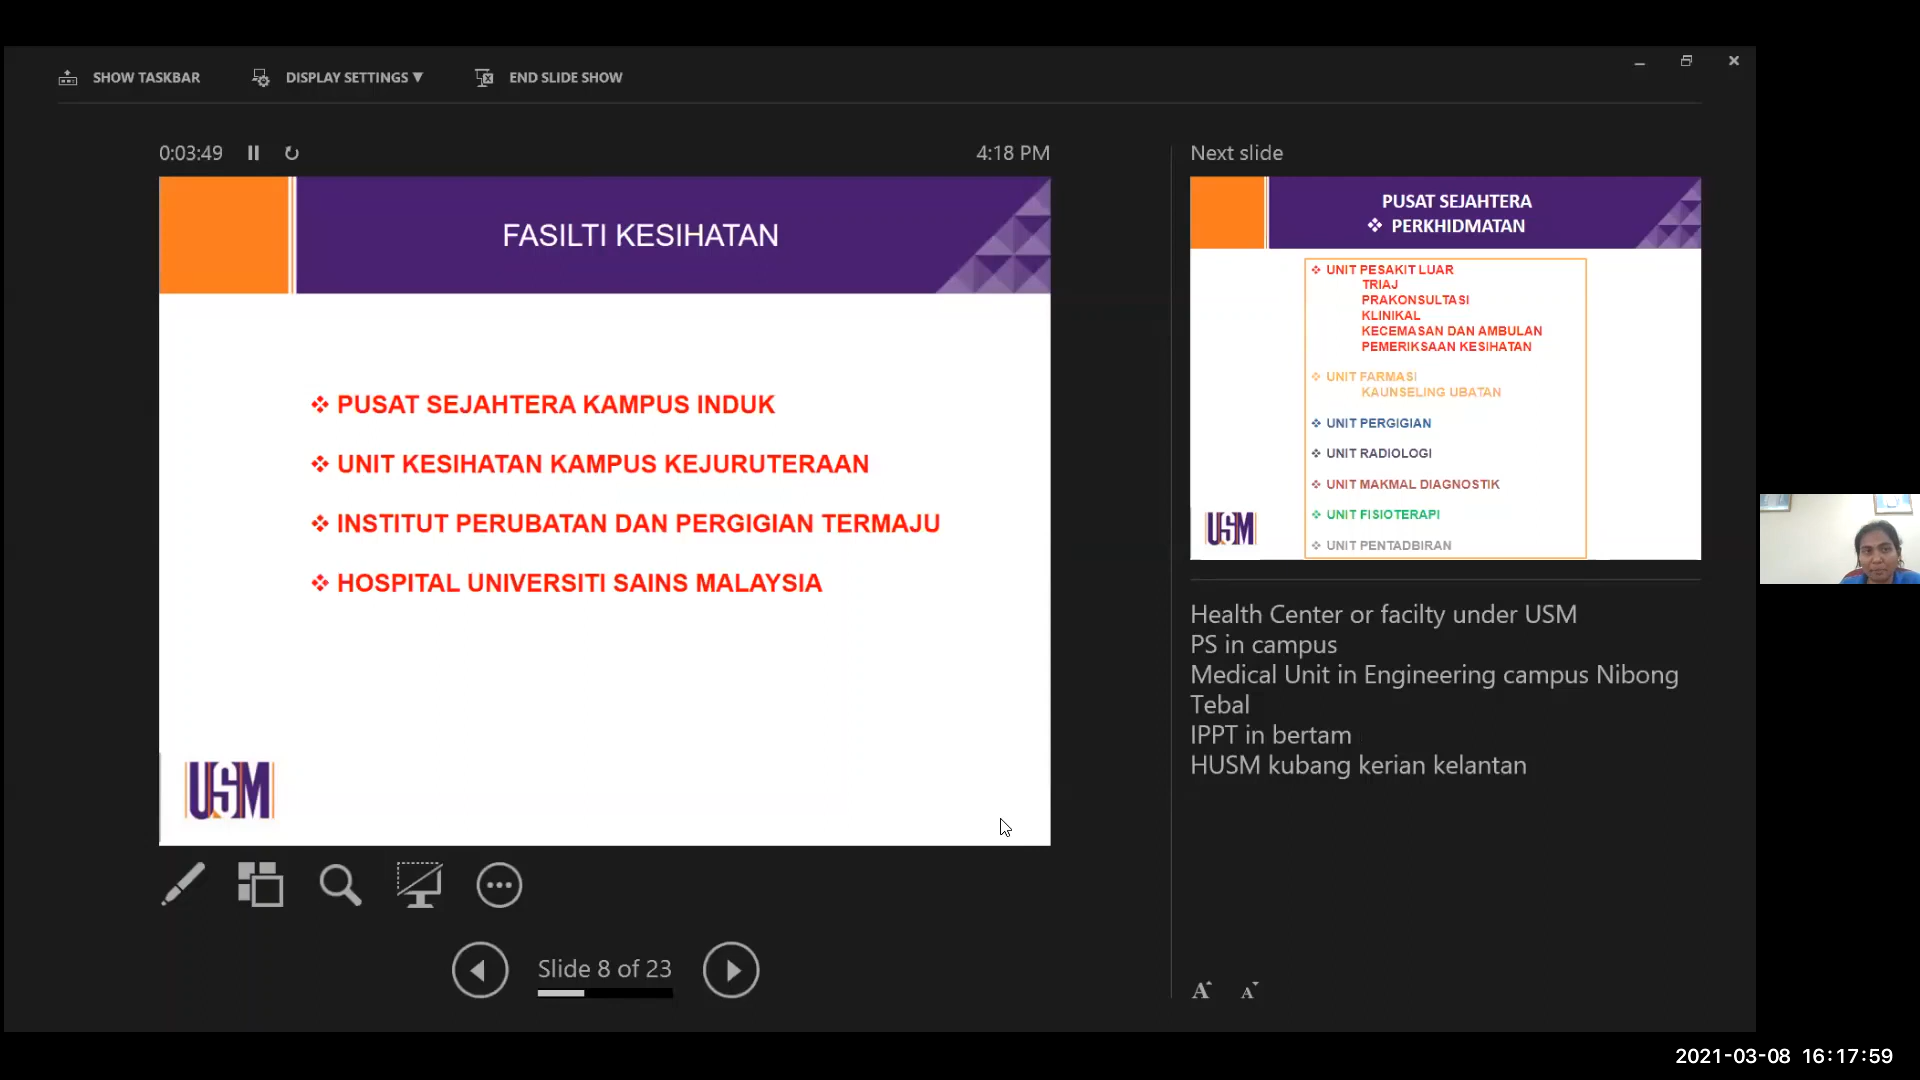 SHOW TASKBAR
DISPLAY SETTINGS ▼
END SLIDE SHOW
0:03:49
4:18 PM
FASILTI KESIHATAN
❖ PUSAT SEJAHTERA KAMPUS INDUK
❖ UNIT KESIHATAN KAMPUS KEJURUTERAAN
❖ INSTITUT PERUBATAN DAN PERGIGIAN TERMAJU
❖ HOSPITAL UNIVERSITI SAINS MALAYSIA
USM
Slide 8 of 23
Next slide
PUSAT SEJAHTERA
❖ PERKHIDMATAN
❖ UNIT PESAKIT LUAR
TRIAJ
PRAKONSULTASI
KLINIKAL
KECEMASAN DAN AMBULAN
PEMERIKSAAN KESIHATAN
❖ UNIT FARMASI
KAUNSELING UBATAN
❖ UNIT PERGIGIAN
❖ UNIT RADIOLOGI
❖ UNIT MAKMAL DIAGNOSTIK
❖ UNIT FISIOTERAPI
❖ UNIT PENTADBIRAN
USM
Health Center or facilty under USM
PS in campus
Medical Unit in Engineering campus Nibong
Tebal
IPPT in bertam
HUSM kubang kerian kelantan
A A
2021-03-08 16:17:59